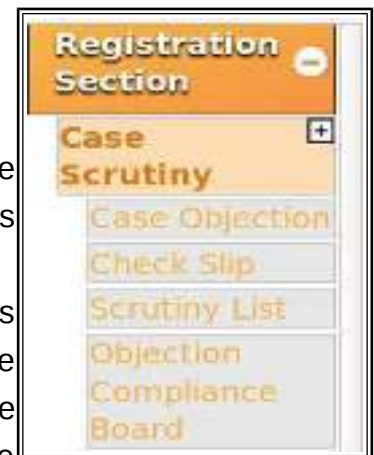 Registration
Section
Case
Scrutiny
Case Objection
Check Slip
Scrutiny List
Objection
Compliance
Board